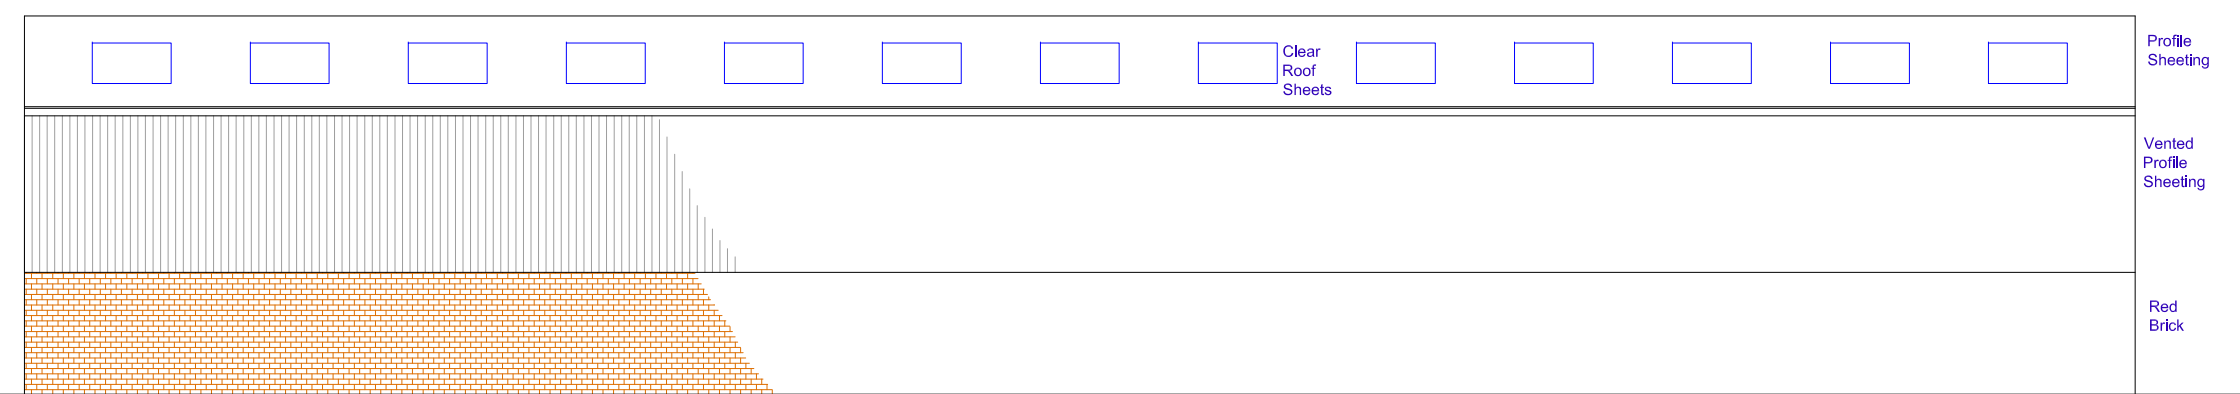 Clear
Roof
Sheets
Profile
Sheeting
Vented
Profile
Sheeting
Red
Brick